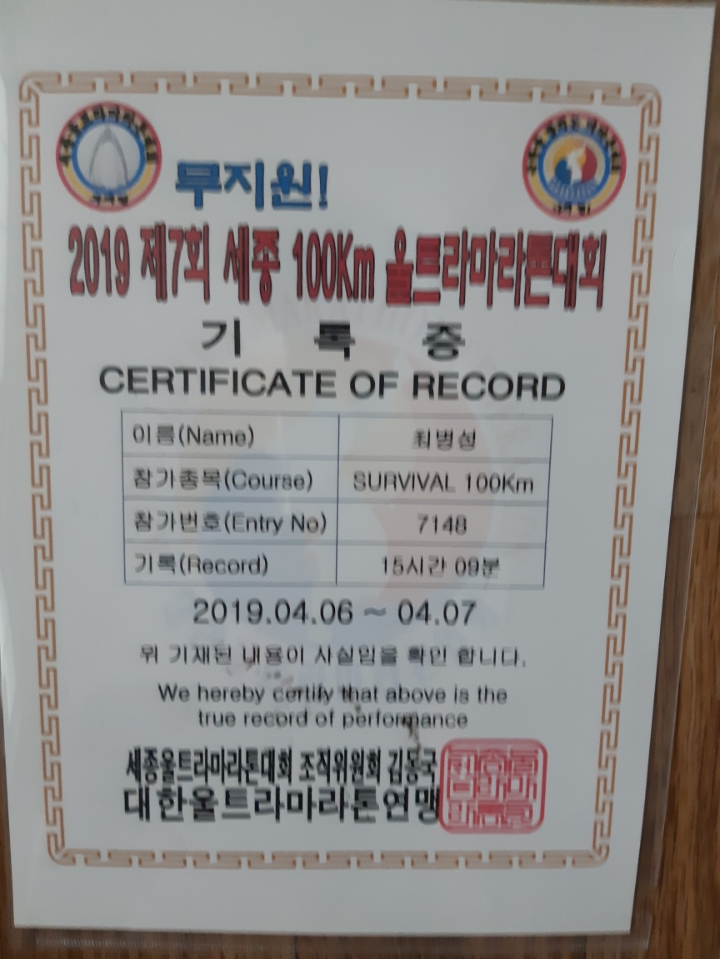 무지원!
2019 제7회 세종 100Km 울트라마라톤대회
기 록 증
CERTIFICATE OF RECORD
이름(Name) 최병성
참가종목(Course) SURVIVAL 100Km
참가번호(Entry No) 7148
기록(Record) 15시간 09분
2019.04.06 ~ 04.07
위 기재된 내용이 사실임을 확인 합니다.
We hereby certify that above is the
true record of performance
세종울트라마라톤대회 조직위원회 김동국
대한울트라마라톤연맹